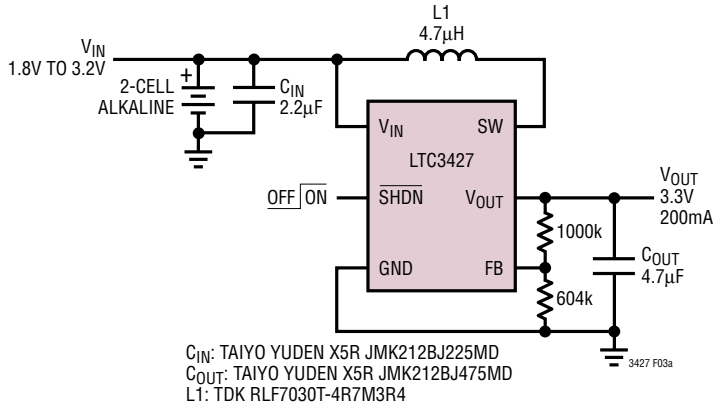 L1
4.7µH
VIN
1.8V TO 3.2V
2-CELL
ALKALINE
+
CIN
2.2µF
VIN
SW
LTC3427
OFF ON
SHDN
VOUT
VOUT
3.3V
200mA
1000k
GND
FB
COUT
4.7µF
604k
3427 F03a
CIN: TAIYO YUDEN X5R JMK212BJ225MD
COUT: TAIYO YUDEN X5R JMK212BJ475MD
L1: TDK RLF7030T-4R7M3R4